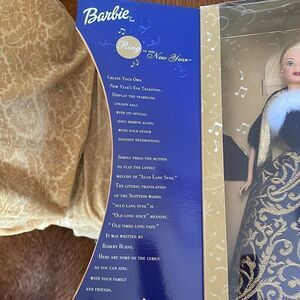 Barbie
Ring IN THE New Year™
CREATE YOUR OWN
NEW YEAR'S EVE TRADITION.
DISPLAY THE SPARKLING
GOLDEN BALL
WITH ITS SPECIAL
2001 RIBBON ALONG
WITH YOUR OTHER
HOLIDAY DECORATIONS.
SIMPLY PRESS THE BUTTON
TO PLAY THE LOVELY
MELODY OF "AULD LANG SYNE."
THE LITERAL TRANSLATION
OF THE SCOTTISH WORDS
"AULD LANG SYNE" IS
"OLD LONG SINCE" MEANING
"OLD TIMES LONG PAST."
IT WAS WRITTEN BY
ROBERT BURNS.
HERE ARE SOME OF THE LYRICS
SO YOU CAN SING
WITH YOUR FAMILY
AND FRIENDS.